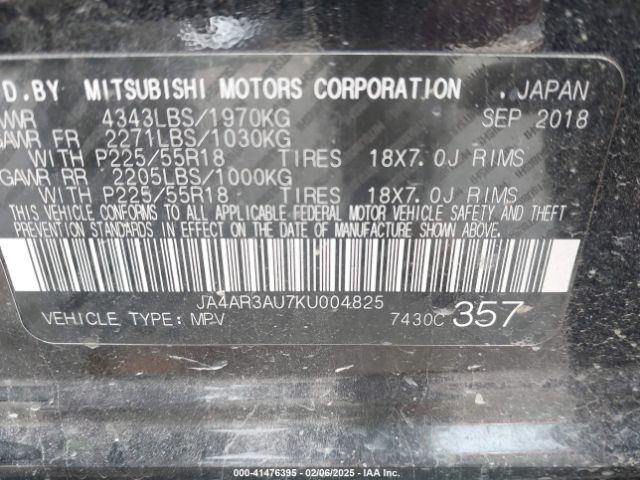 D.BY MITSUBISHI MOTORS CORPORATION . JAPAN
VWR 4343LBS/1970KG SEP 2018
GAWR FR 2271LBS/1030KG
WITH P225/55R18 TIRES 18X7.0J RIMS
GAWR RR 2205LBS/1000KG
WITH P225/55R18 TIRES 18X7.0J RIMS
THIS VEHICLE CONFORMS TO ALL APPLICABLE FEDERAL MOTOR VEHICLE SAFETY AND THEFT
PREVENTION STANDARDS IN EFFECT ON THE DATE OF MANUFACTURE SHOWN ABOVE.
JA4AR3AU7KU004825
VEHICLE TYPE: MPV 7430C 357
000-41476395 - 02/06/2025 - IAA Inc.